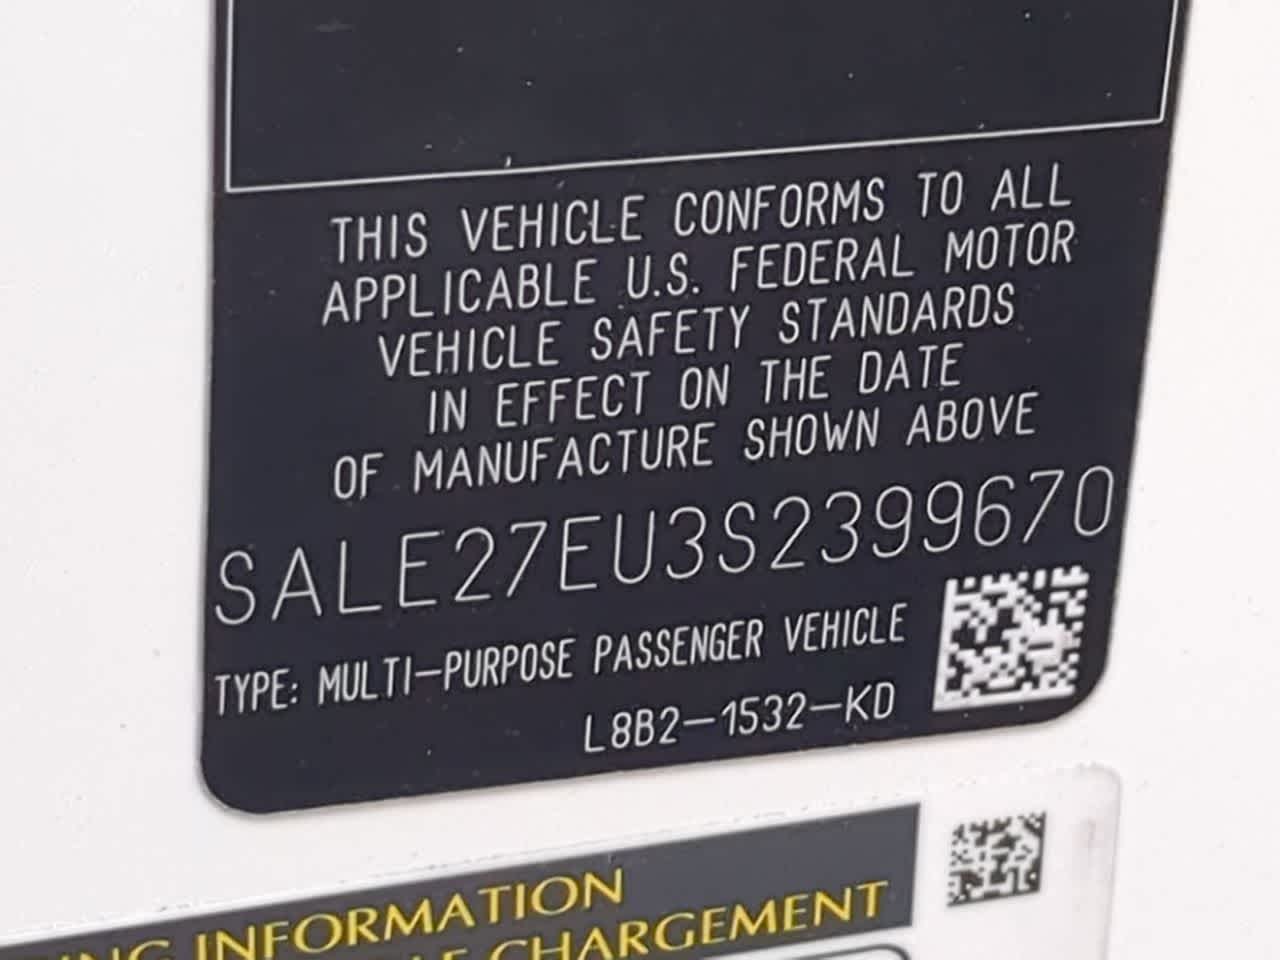 THIS VEHICLE CONFORMS TO ALL
APPLICABLE U.S. FEDERAL MOTOR
VEHICLE SAFETY STANDARDS
IN EFFECT ON THE DATE
OF MANUFACTURE SHOWN ABOVE
SALE27EU3S2399670
TYPE: MULTI-PURPOSE PASSENGER VEHICLE
L8B2-1532-KD
INFORMATION
CHARGEMENT